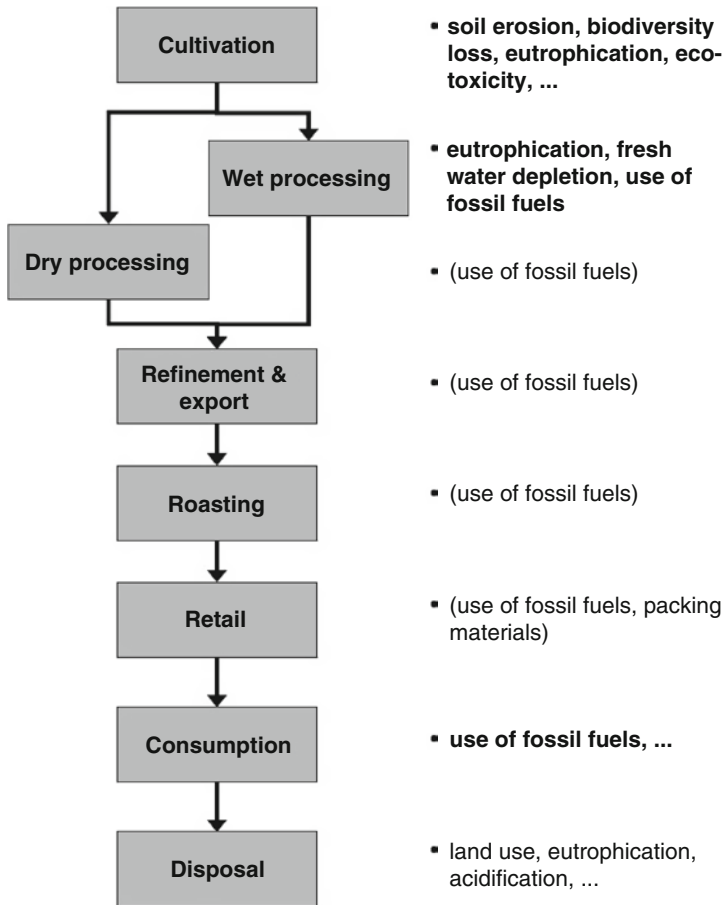 Cultivation
▪ soil erosion, biodiversity
loss, eutrophication, eco-
toxicity, ...
Wet processing
▪ eutrophication, fresh
water depletion, use of
fossil fuels
Dry processing
▪ (use of fossil fuels)
Refinement &
export
▪ (use of fossil fuels)
Roasting
▪ (use of fossil fuels)
Retail
▪ (use of fossil fuels, packing
materials)
Consumption
▪ use of fossil fuels, ...
Disposal
▪ land use, eutrophication,
acidification, ...